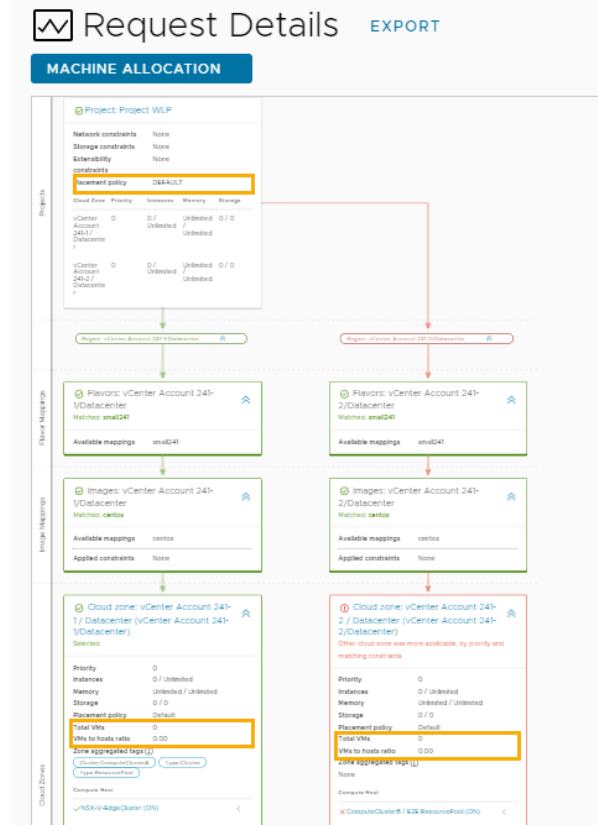 Request Details EXPORT
MACHINE ALLOCATION
Projects
Project: Project WLP
Network constraints None
Storage constraints None
Extensibility None
constraints
Placement policy DEFAULT
Cloud Zone Priority Instances Memory Storage
vCenter 0 0 / Unlimited 0 / 0
Account Unlimited /
241-1 / Unlimited
Datacente
r
vCenter 0 0 / Unlimited 0 / 0
Account Unlimited /
241-2 / Unlimited
Datacente
r
Region: vCenter Account 241-1/Datacenter
Region: vCenter Account 241-2/Datacenter
Flavor Mappings
Flavors: vCenter Account 241-
1/Datacenter
Matched: small241
Available mappings small241
Flavors: vCenter Account 241-
2/Datacenter
Matched: small241
Available mappings small241
Image Mappings
Images: vCenter Account 241-
1/Datacenter
Matched: centos
Available mappings centos
Applied constraints None
Images: vCenter Account 241-
2/Datacenter
Matched: centos
Available mappings centos
Applied constraints None
Cloud Zones
Cloud zone: vCenter Account 241-
1 / Datacenter (vCenter Account 241-
1/Datacenter)
Selected
Priority 0
Instances 0 / Unlimited
Memory Unlimited / Unlimited
Storage 0 / 0
Placement policy Default
Total VMs 0
VMs to hosts ratio 0.00
Zone aggregated tags
Cluster:ComputeClusterA Type:Cluster
Type:ResourcePool
Compute Host
NSX-V-EdgeCluster (ON)
Cloud zone: vCenter Account 241-
2 / Datacenter (vCenter Account 241-
2/Datacenter)
Other cloud zone was more applicable, by priority and
matching constraints.
Priority 0
Instances 0 / Unlimited
Memory Unlimited / Unlimited
Storage 0 / 0
Placement policy Default
Total VMs 0
VMs to hosts ratio 0.00
Zone aggregated tags
None
Compute Host
ComputeClusterB / E2E ResourcePool (ON)